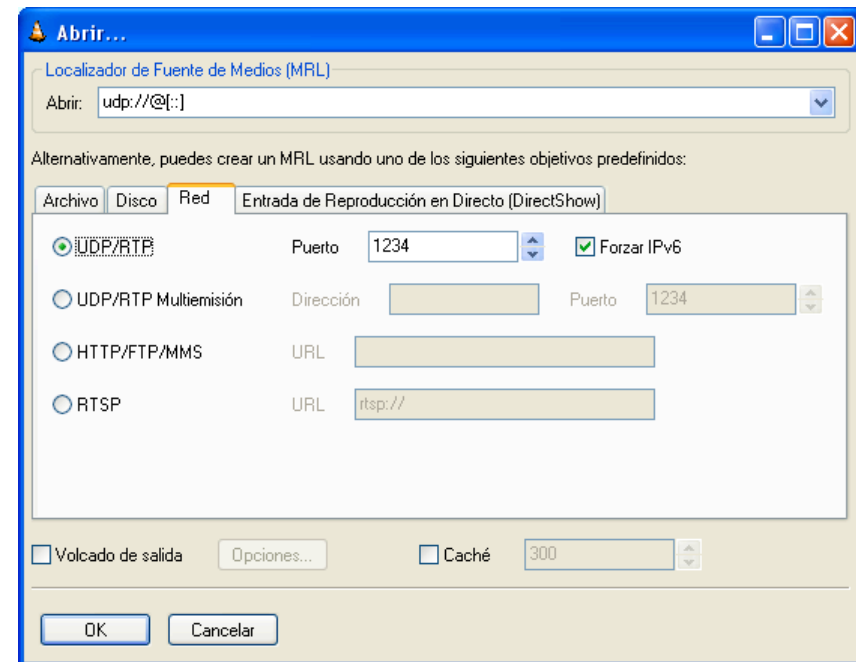 Abrir...
Localizador de Fuente de Medios (MRL)
Abrir: udp://@[::]
Alternativamente, puedes crear un MRL usando uno de los siguientes objetivos predefinidos:
Archivo Disco Red Entrada de Reproducción en Directo (DirectShow)
UDP/RTP Puerto 1234 Forzar IPv6
UDP/RTP Multiemisión Dirección Puerto 1234
HTTP/FTP/MMS URL
RTSP URL rtsp://
Volcado de salida Opciones... Caché 300
OK Cancelar